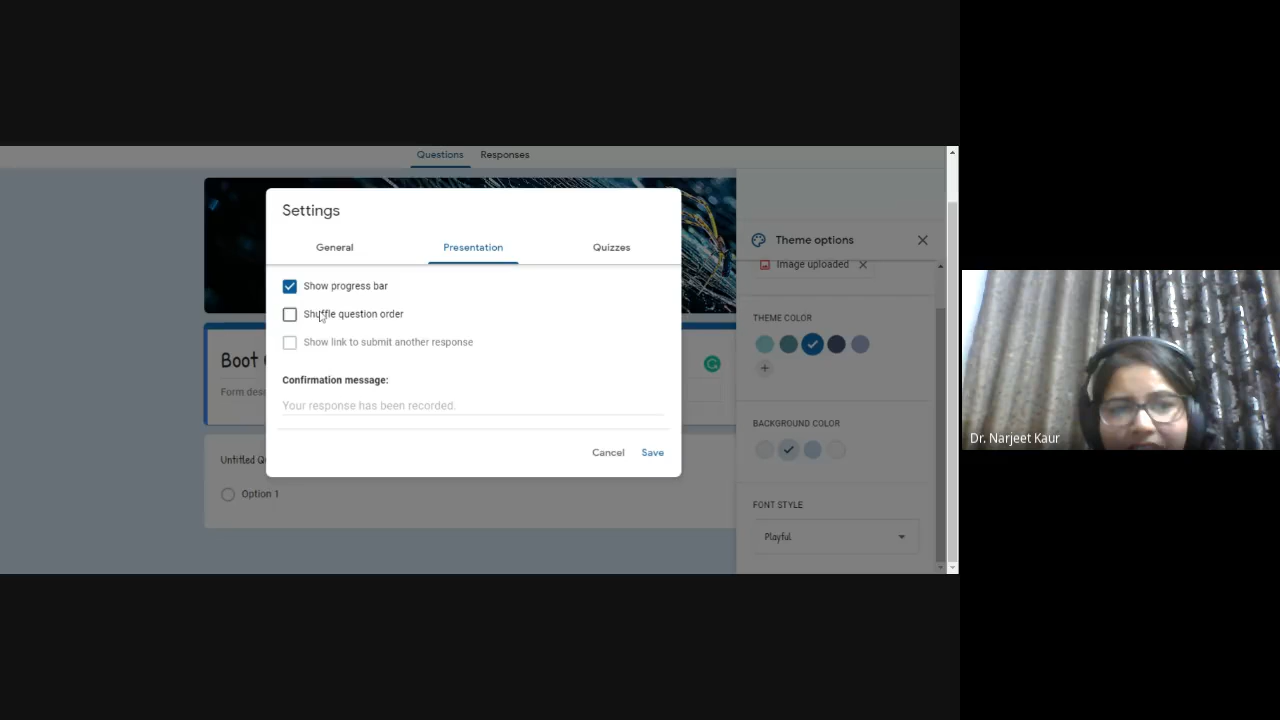 Questions
Responses
Settings
General
Presentation
Quizzes
Show progress bar
Shuffle question order
Show link to submit another response
Confirmation message:
Your response has been recorded.
Cancel
Save
Boot
Form
Untitled
Option 1
Theme options
Image uploaded
THEME COLOR
BACKGROUND COLOR
FONT STYLE
Playful
Dr. Narjeet Kaur